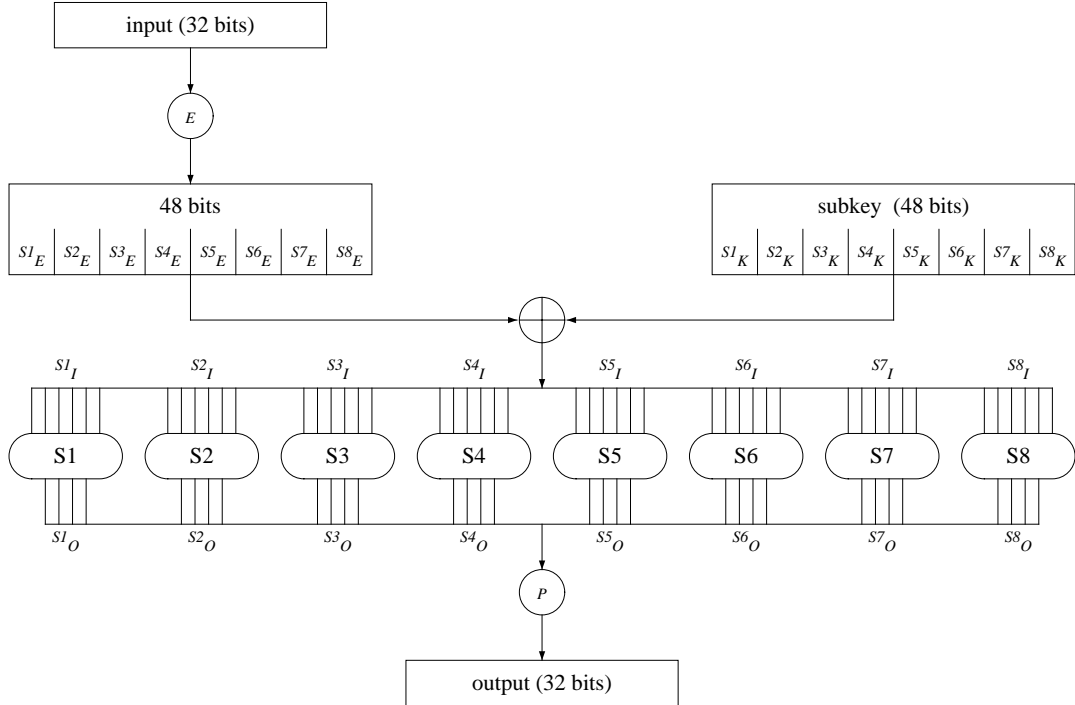 input (32 bits)
E
48 bits
subkey (48 bits)
S1E S2E S3E S4E S5E S6E S7E S8E
S1K S2K S3K S4K S5K S6K S7K S8K
S1I S2I S3I S4I S5I S6I S7I S8I
S1 S2 S3 S4 S5 S6 S7 S8
S1O S2O S3O S4O S5O S6O S7O S8O
P
output (32 bits)